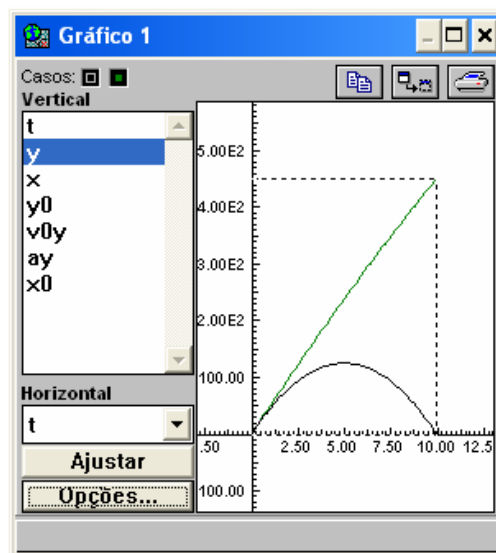 Gráfico 1
Casos:
Vertical
t
y
x
y0
v0y
ay
x0
Horizontal
t
Ajustar
Opções...
5.00E2
4.00E2
3.00E2
2.00E2
100.00
.50 2.50 5.00 7.50 10.00 12.5
100.00